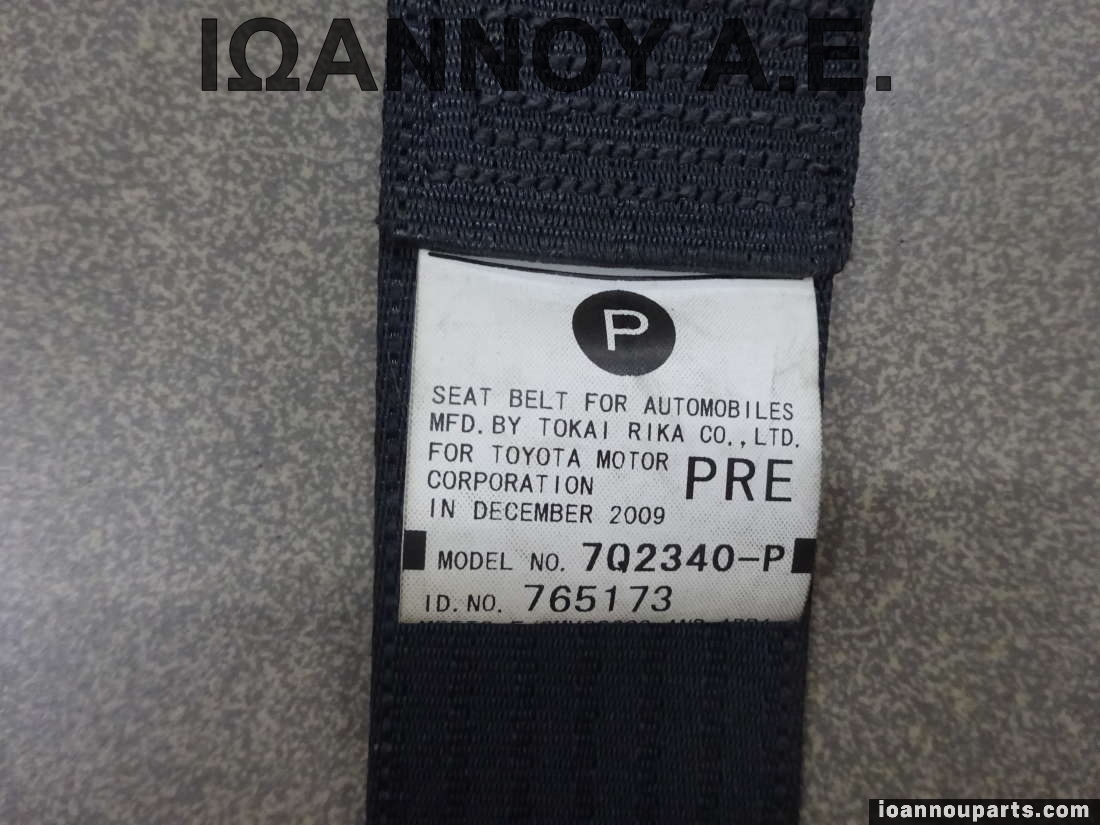 ΙΩΑΝΝΟΥ Α.Ε.
P
SEAT BELT FOR AUTOMOBILES
MFD. BY TOKAI RIKA CO., LTD.
FOR TOYOTA MOTOR
CORPORATION
PRE
IN DECEMBER 2009
MODEL NO. 7Q2340-P
ID. NO. 765173
ioannouparts.com